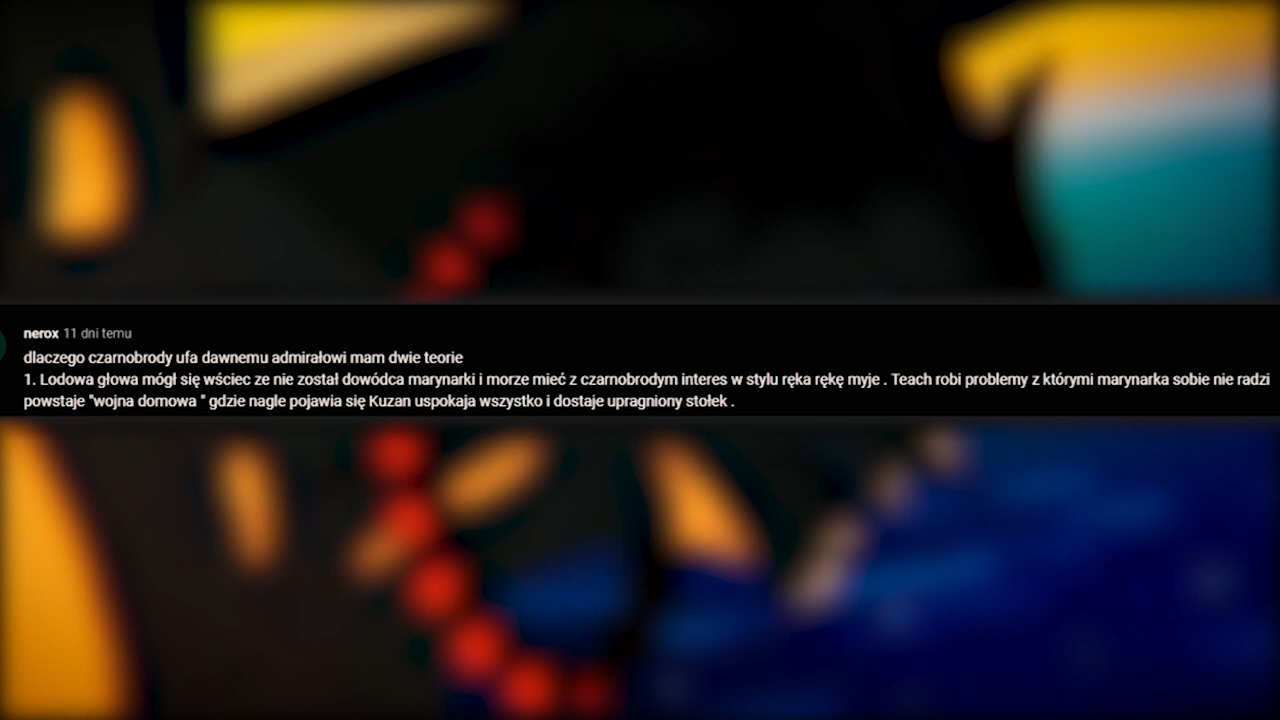 nerox 11 dni temu
dlaczego czarnobrody ufa dawnemu admirałowi mam dwie teorie
1. Lodowa głowa mógł się wściec ze nie został dowódca marynarki i morze mieć z czarnobrodym interes w stylu ręka rękę myje . Teach robi problemy z którymi marynarka sobie nie radzi
powstaje "wojna domowa " gdzie nagle pojawia się Kuzan uspokaja wszystko i dostaje upragniony stołek .